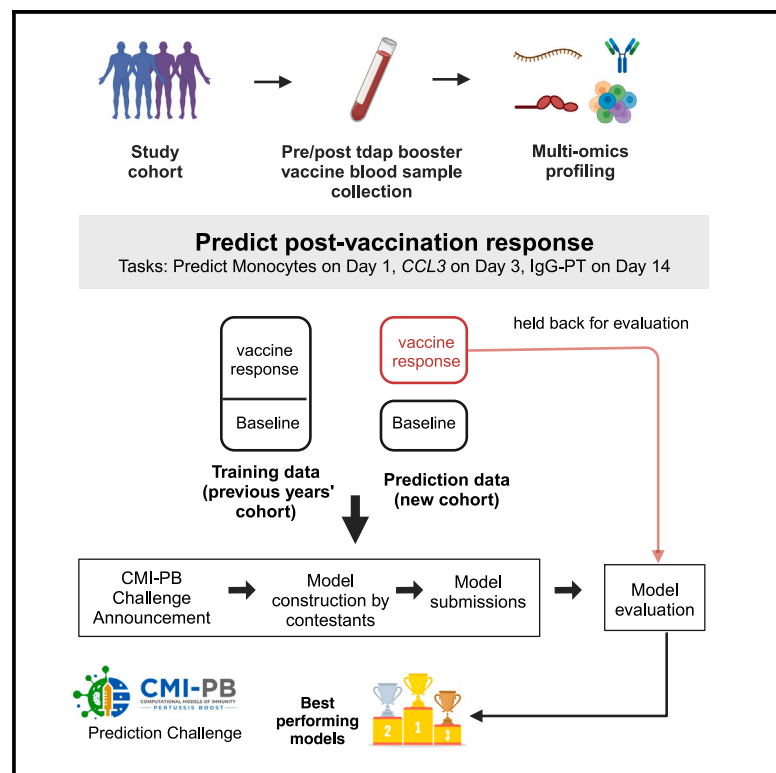 Study
cohort
Pre/post tdap booster
vaccine blood sample
collection
Multi-omics
profiling
Predict post-vaccination response
Tasks: Predict Monocytes on Day 1, CCL3 on Day 3, IgG-PT on Day 14
vaccine
response
Baseline
Training data
(previous years'
cohort)
vaccine
response
Baseline
Prediction data
(new cohort)
held back for evaluation
CMI-PB
Challenge
Announcement
Model
construction by
contestants
Model
submissions
Model
evaluation
CMI-PB
COMPUTATIONAL MODELS OF IMMUNITY
PERTUSSIS BOOST
Prediction Challenge
Best
performing
models
2
1
3